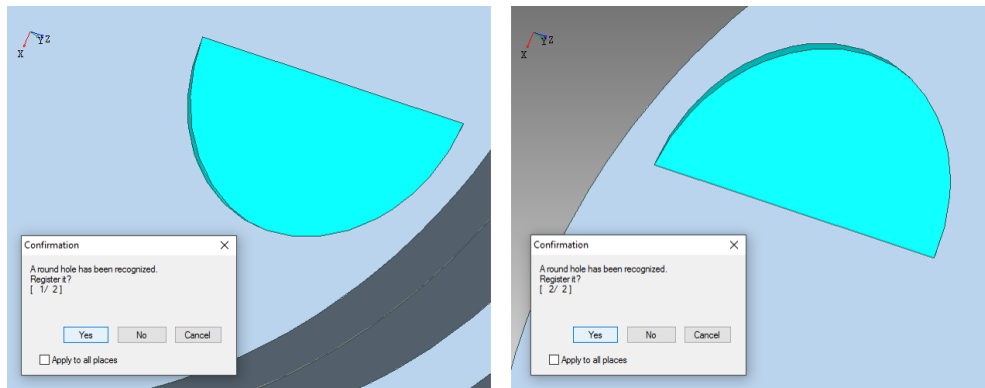 X Y Z
Confirmation
A round hole has been recognized.
Register it?
[ 1/ 2 ]
Yes No Cancel
Apply to all places
X Y Z
Confirmation
A round hole has been recognized.
Register it?
[ 2/ 2 ]
Yes No Cancel
Apply to all places